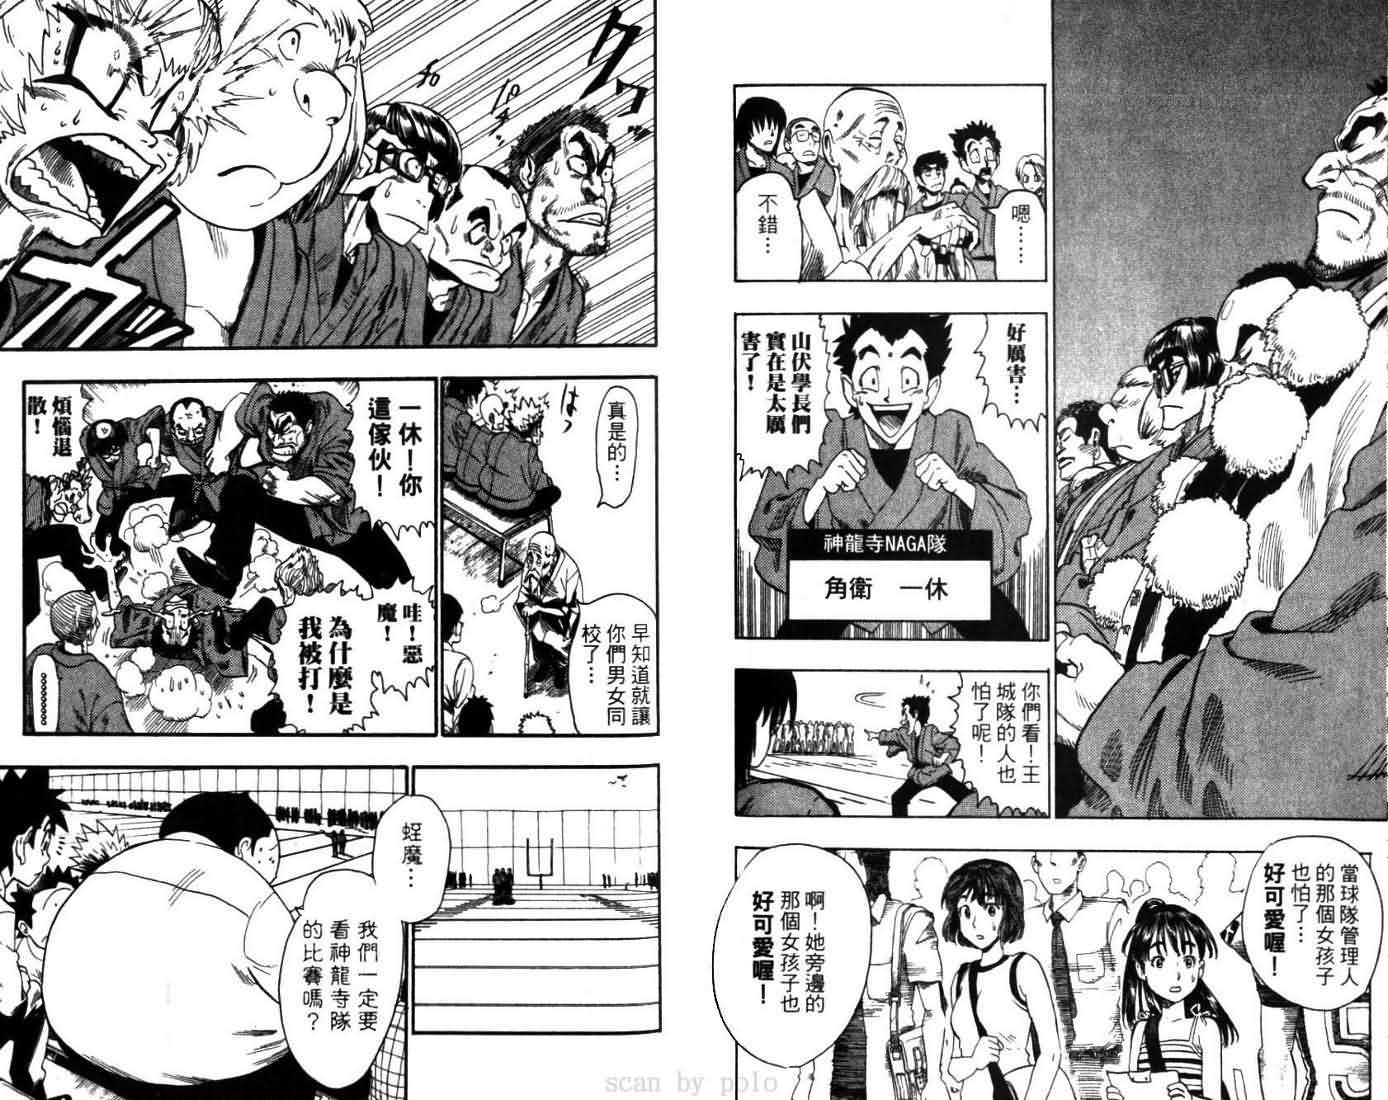 嗯……
不錯…
好厲害…
山伏學長們
實在是太厲
害了！
神龍寺NAGA隊
角衛 一休
你們看！王
城隊的人也
怕了呢！
當球隊管理人
的那個女孩子
也怕了…
好可愛喔！
啊！她旁邊的
那個女孩子也
好可愛喔！
真是的…
早知道就讓
你們男女同
校了…
一休！你
這傢伙！
煩惱退
散！
哇！惡
魔！
為什麼是
我被打！
蛭魔…
我們一定要
看神龍寺隊
的比賽嗎？
scan by polo